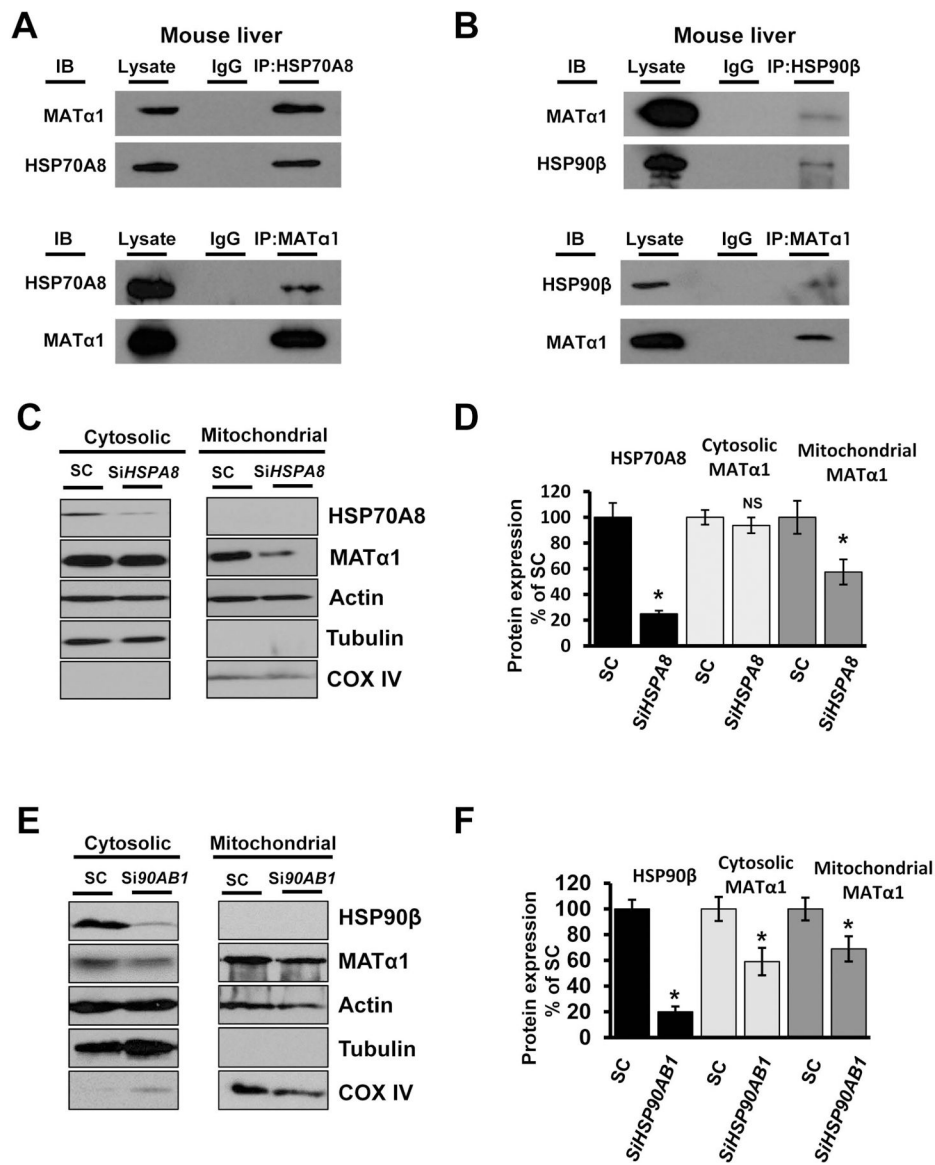 A
Mouse liver
IB Lysate IgG IP:HSP70A8
MATα1
HSP70A8
IB Lysate IgG IP:MATα1
HSP70A8
MATα1
B
Mouse liver
IB Lysate IgG IP:HSP90β
MATα1
HSP90β
IB Lysate IgG IP:MATα1
HSP90β
MATα1
C
Cytosolic Mitochondrial
SC SiHSPA8 SC SiHSPA8
HSP70A8
MATα1
Actin
Tubulin
COX IV
D
HSP70A8
Cytosolic
MATα1
Mitochondrial
MATα1
Protein expression
% of SC
120
100
80
60
40
20
0
*
NS
*
SC
SiHSPA8
SC
SiHSPA8
SC
SiHSPA8
E
Cytosolic Mitochondrial
SC Si90AB1 SC Si90AB1
HSP90β
MATα1
Actin
Tubulin
COX IV
F
HSP90β
Cytosolic
MATα1
Mitochondrial
MATα1
Protein expression
% of SC
120
100
80
60
40
20
0
*
*
*
SC
SiHSP90AB1
SC
SiHSP90AB1
SC
SiHSP90AB1